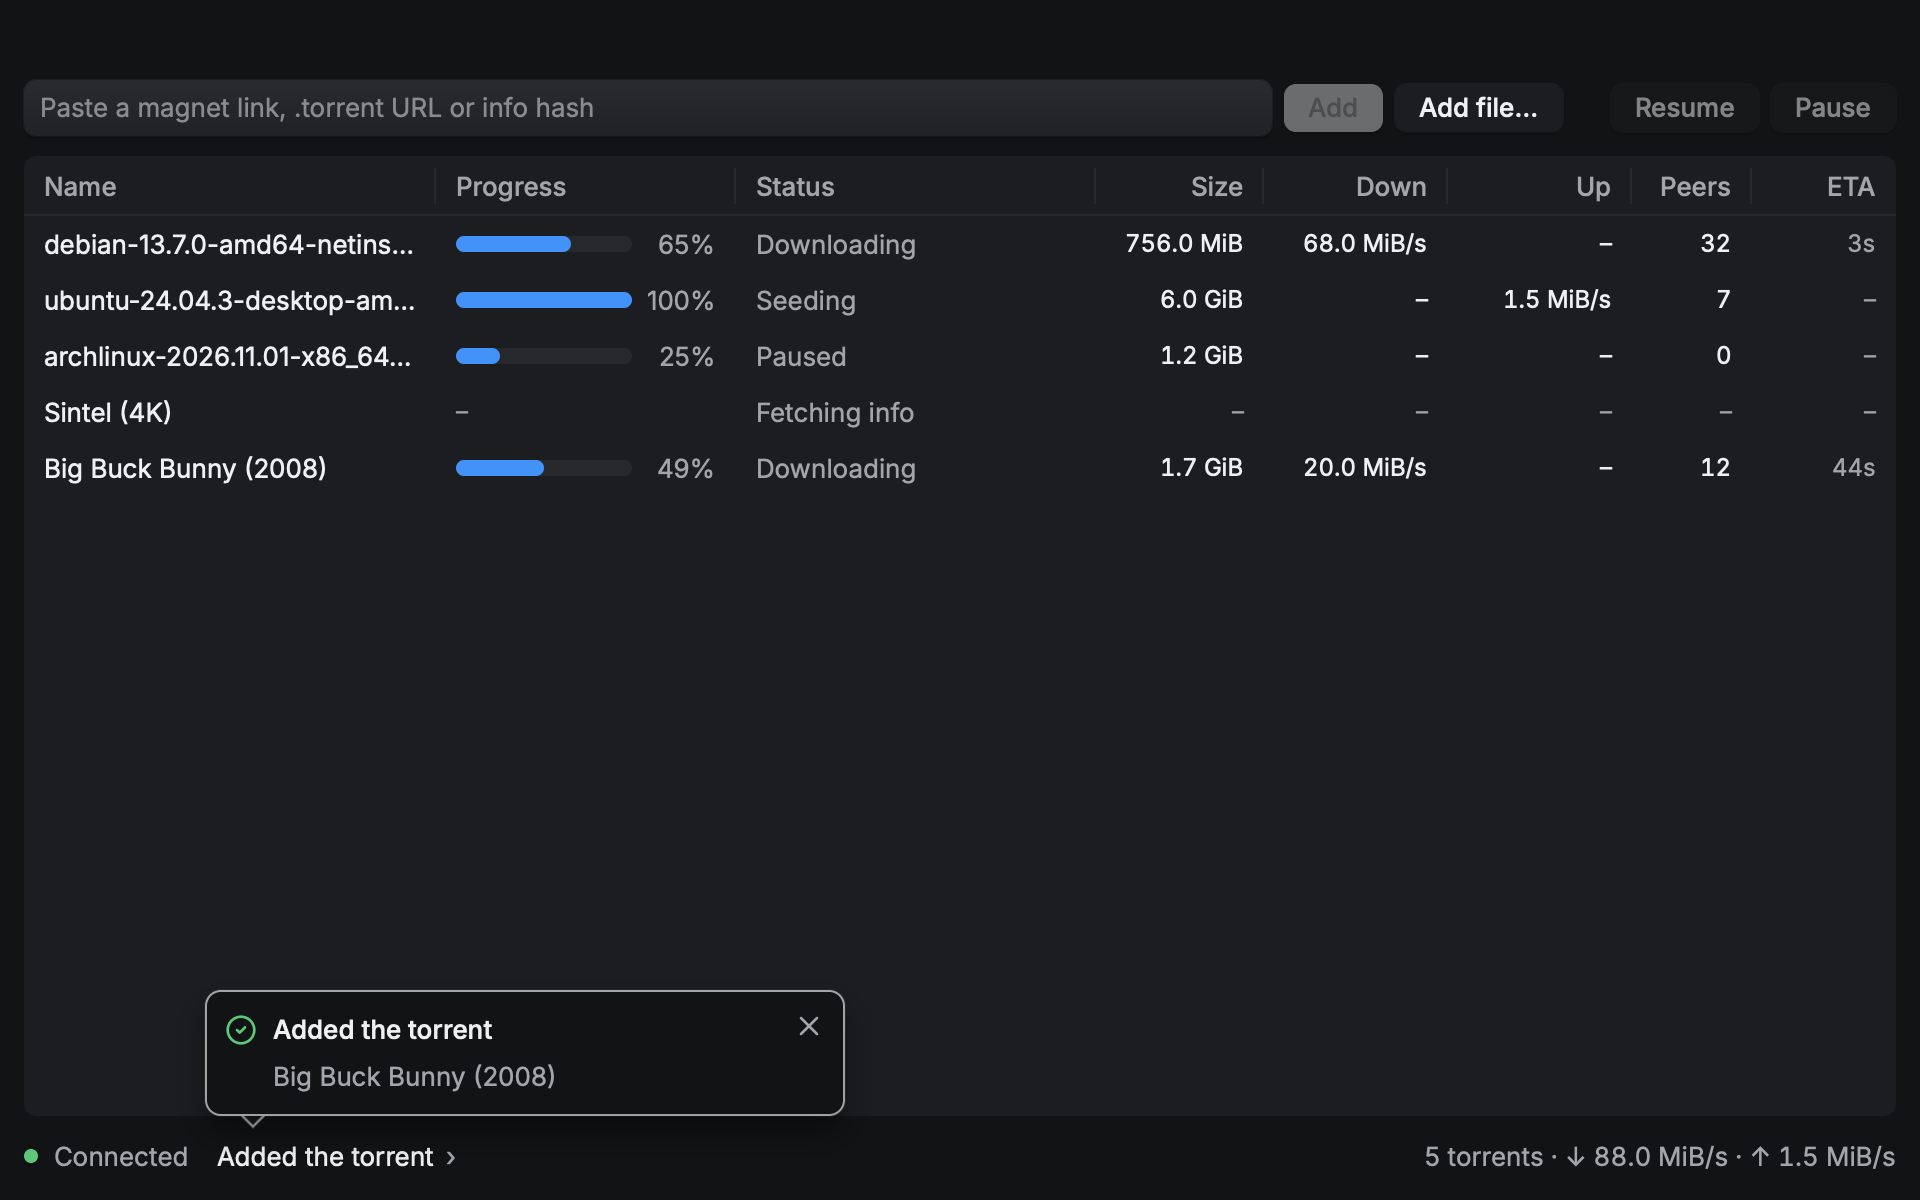 Paste a magnet link, .torrent URL or info hash Add Add file... Resume Pause
Name Progress Status Size Down Up Peers ETA
debian-13.7.0-amd64-netins... 65% Downloading 756.0 MiB 68.0 MiB/s – 32 3s
ubuntu-24.04.3-desktop-am... 100% Seeding 6.0 GiB – 1.5 MiB/s 7 –
archlinux-2026.11.01-x86_64... 25% Paused 1.2 GiB – – 0 –
Sintel (4K) – Fetching info – – – – –
Big Buck Bunny (2008) 49% Downloading 1.7 GiB 20.0 MiB/s – 12 44s
Added the torrent
Big Buck Bunny (2008)
Connected Added the torrent › 5 torrents · ↓ 88.0 MiB/s · ↑ 1.5 MiB/s